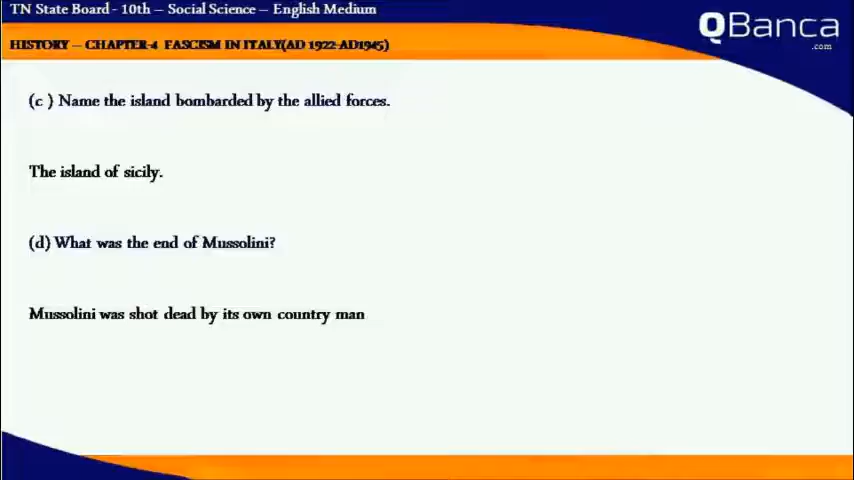 TN State Board - 10th – Social Science – English Medium
QBanca
.com
HISTORY – CHAPTER-4 FASCISM IN ITALY(AD 1922-AD1945)
(c ) Name the island bombarded by the allied forces.
The island of sicily.
(d) What was the end of Mussolini?
Mussolini was shot dead by its own country man